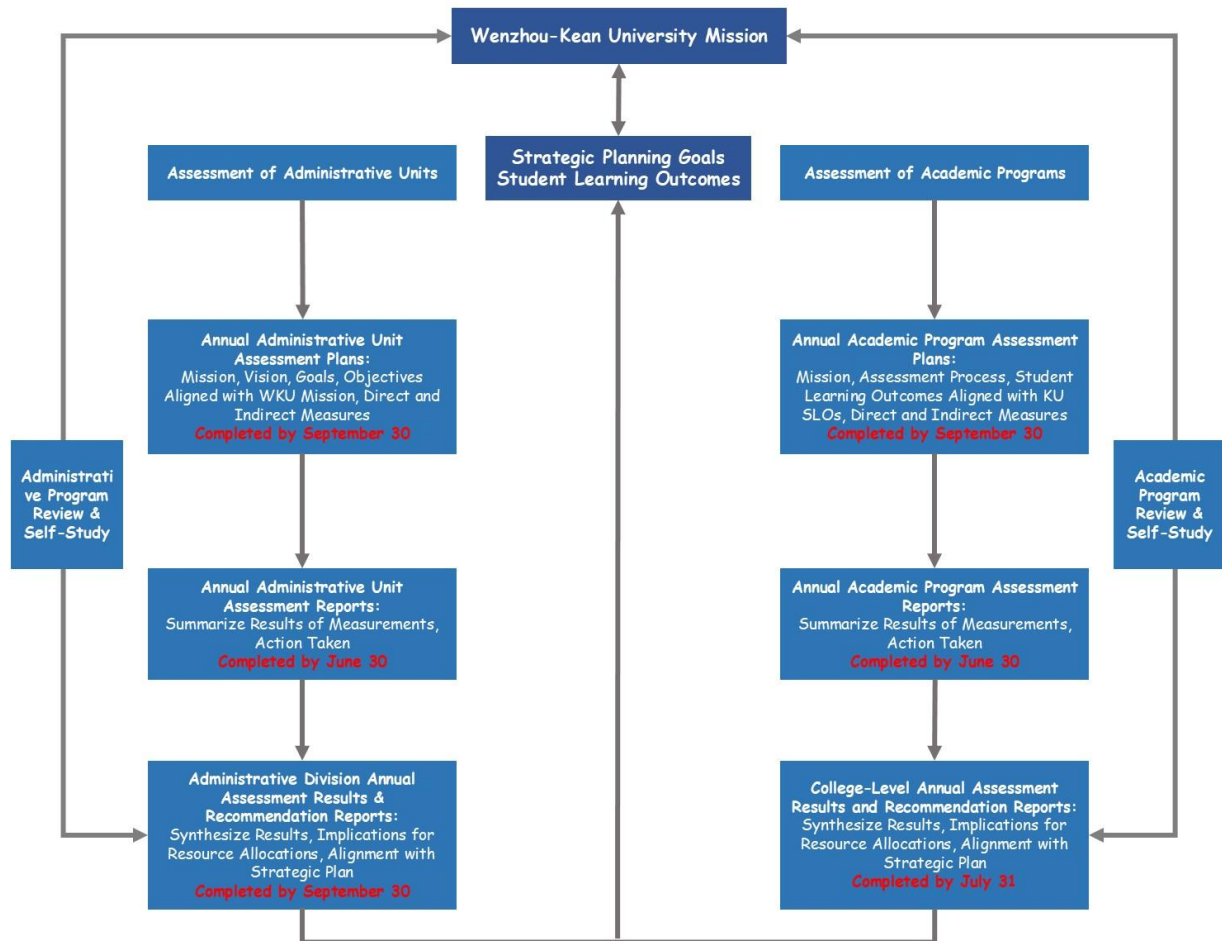 Wenzhou-Kean University Mission
Strategic Planning Goals
Student Learning Outcomes
Assessment of Administrative Units
Assessment of Academic Programs
Annual Administrative Unit
Assessment Plans:
Mission, Vision, Goals, Objectives
Aligned with WKU Mission, Direct and
Indirect Measures
Completed by September 30
Annual Academic Program Assessment
Plans:
Mission, Assessment Process, Student
Learning Outcomes Aligned with KU
SLOs, Direct and Indirect Measures
Completed by September 30
Administrati
ve Program
Review &
Self-Study
Academic
Program
Review &
Self-Study
Annual Administrative Unit
Assessment Reports:
Summarize Results of Measurements,
Action Taken
Completed by June 30
Annual Academic Program Assessment
Reports:
Summarize Results of Measurements,
Action Taken
Completed by June 30
Administrative Division Annual
Assessment Results &
Recommendation Reports:
Synthesize Results, Implications for
Resource Allocations, Alignment with
Strategic Plan
Completed by September 30
College-Level Annual Assessment
Results and Recommendation Reports:
Synthesize Results, Implications for
Resource Allocations, Alignment with
Strategic Plan
Completed by July 31